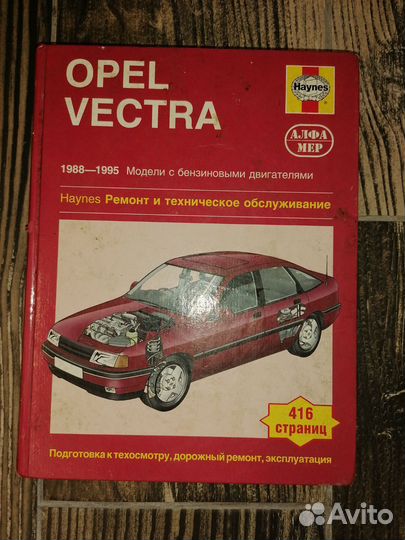 OPEL
VECTRA
Haynes
АЛФА
МЕР
1988—1995 Модели с бензиновыми двигателями
Haynes Ремонт и техническое обслуживание
416
страниц
Подготовка к техосмотру, дорожный ремонт, эксплуатация
Avito